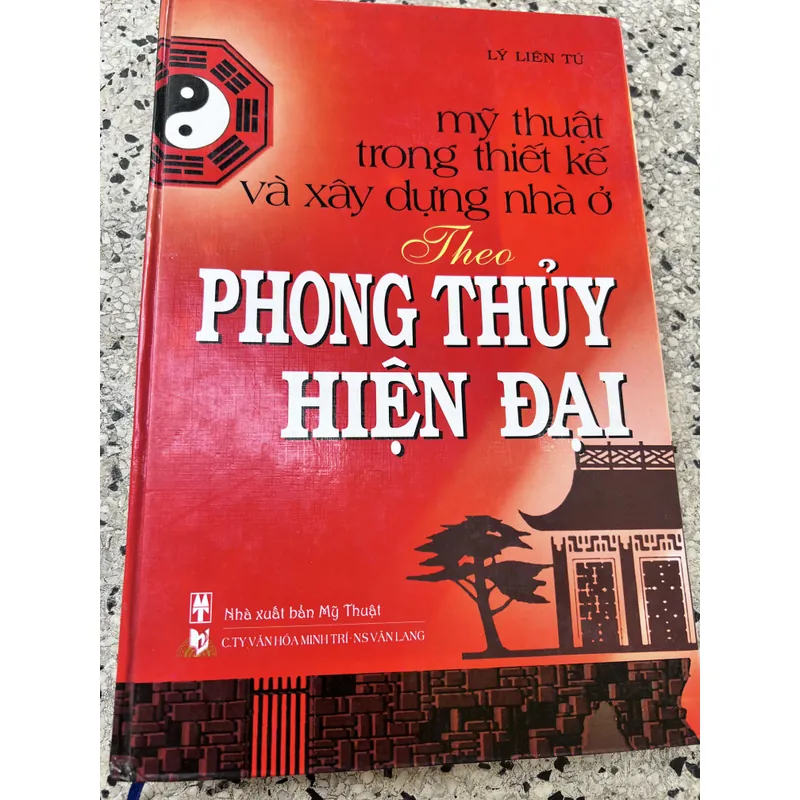 LÝ LIÊN TÚ
mỹ thuật
trong thiết kế
và xây dựng nhà ở
Theo
PHONG THỦY
HIỆN ĐẠI
Nhà xuất bản Mỹ Thuật
C.TY VĂN HÓA MINH TRÍ - NS VĂN LANG